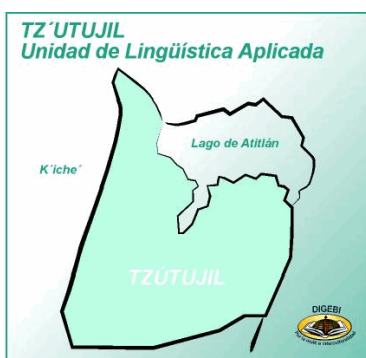 TZ´UTUJIL
Unidad de Lingüística Aplicada
Lago de Atitlán
K´iche´
TZÚTUJIL
DIGEBI